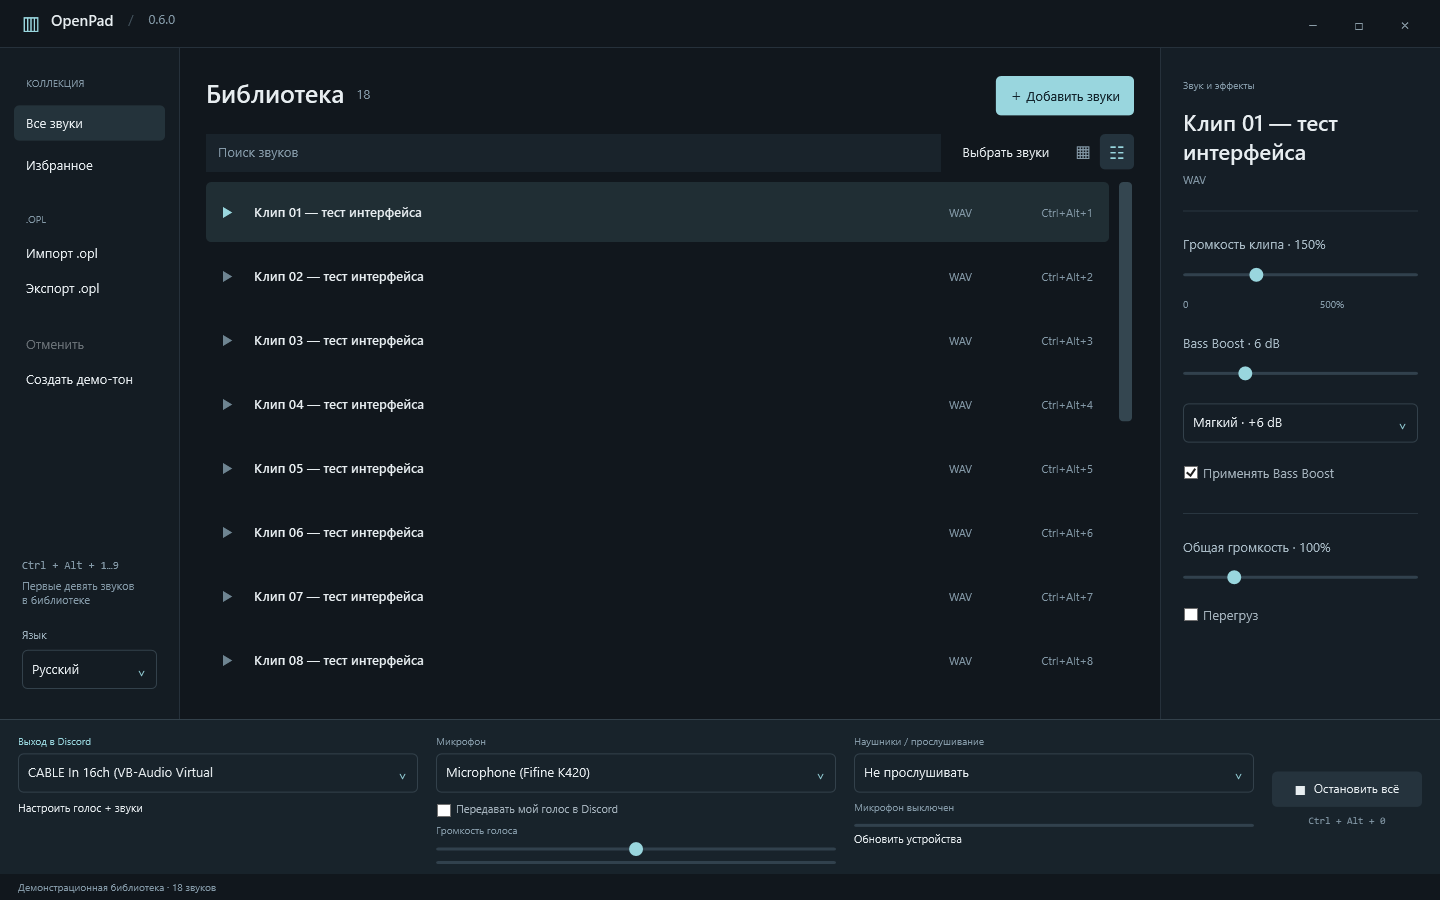 OpenPad / 0.6.0
КОЛЛЕКЦИЯ
Все звуки
Избранное
.OPL
Импорт .opl
Экспорт .opl
Отменить
Создать демо-тон
Ctrl + Alt + 1…9
Первые девять звуков
в библиотеке
Язык
Русский
Библиотека 18
+ Добавить звуки
Поиск звуков
Выбрать звуки
Клип 01 — тест интерфейса WAV Ctrl+Alt+1
Клип 02 — тест интерфейса WAV Ctrl+Alt+2
Клип 03 — тест интерфейса WAV Ctrl+Alt+3
Клип 04 — тест интерфейса WAV Ctrl+Alt+4
Клип 05 — тест интерфейса WAV Ctrl+Alt+5
Клип 06 — тест интерфейса WAV Ctrl+Alt+6
Клип 07 — тест интерфейса WAV Ctrl+Alt+7
Клип 08 — тест интерфейса WAV Ctrl+Alt+8
Звук и эффекты
Клип 01 — тест
интерфейса
WAV
Громкость клипа · 150%
0 500%
Bass Boost · 6 dB
Мягкий · +6 dB
Применять Bass Boost
Общая громкость · 100%
Перегруз
Выход в Discord
CABLE In 16ch (VB-Audio Virtual
Настроить голос + звуки
Микрофон
Microphone (Fifine K420)
Передавать мой голос в Discord
Громкость голоса
Наушники / прослушивание
Не прослушивать
Микрофон выключен
Обновить устройства
Остановить всё
Ctrl + Alt + 0
Демонстрационная библиотека · 18 звуков